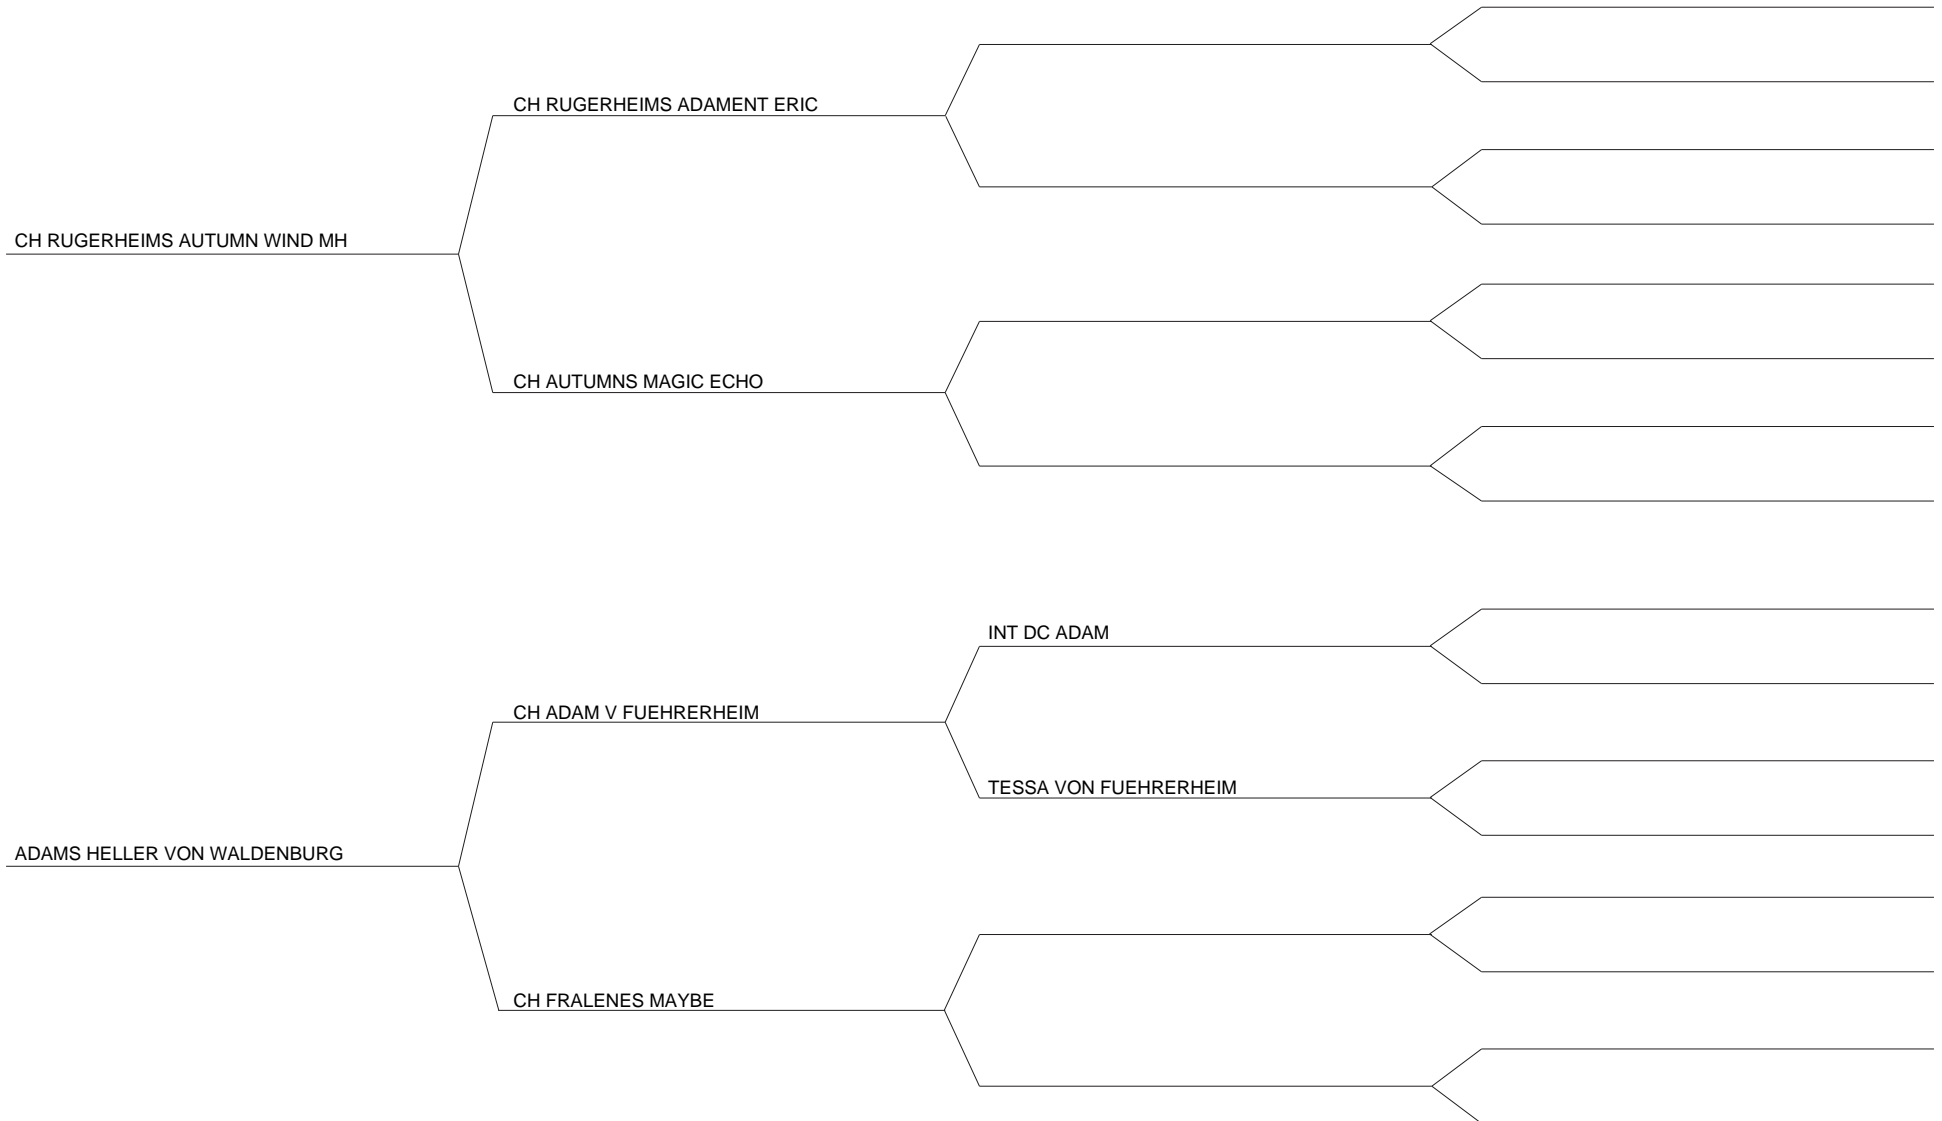 CH RUGERHEIMS ADAMENT ERIC
CH RUGERHEIMS AUTUMN WIND MH
CH AUTUMNS MAGIC ECHO
INT DC ADAM
CH ADAM V FUEHRERHEIM
TESSA VON FUEHRERHEIM
ADAMS HELLER VON WALDENBURG
CH FRALENES MAYBE